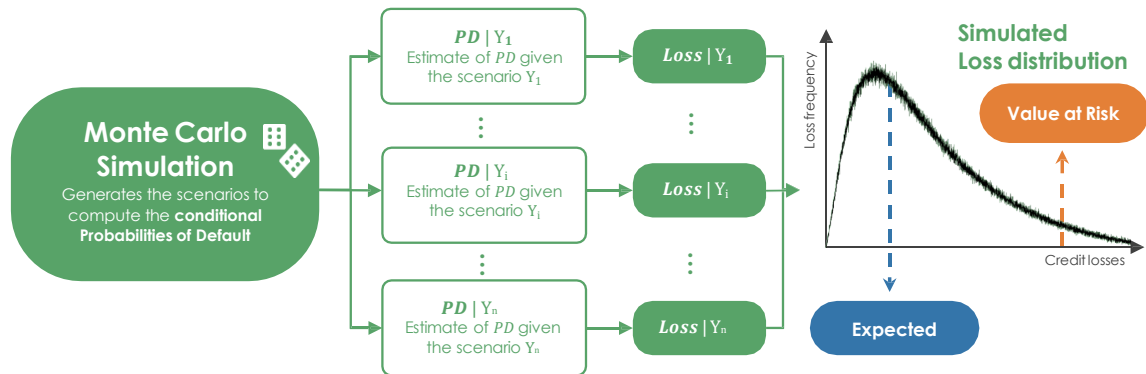 Monte Carlo
Simulation
Generates the scenarios to
compute the conditional
Probabilities of Default
PD | Y₁
Estimate of PD given
the scenario Y₁
⋮
PD | Yᵢ
Estimate of PD given
the scenario Yᵢ
⋮
PD | Yₙ
Estimate of PD given
the scenario Yₙ
Loss | Y₁
⋮
Loss | Yᵢ
⋮
Loss | Yₙ
Simulated
Loss distribution
Loss frequency
Value at Risk
Credit losses
Expected